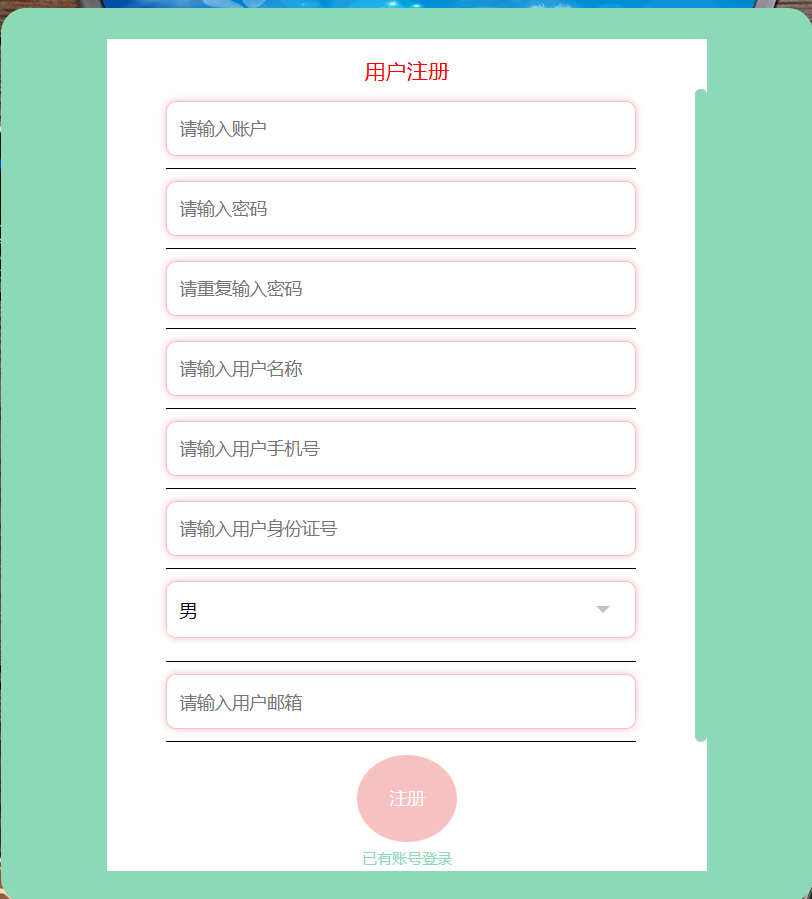 用户注册
请输入账户
请输入密码
请重复输入密码
请输入用户名称
请输入用户手机号
请输入用户身份证号
男
请输入用户邮箱
注册
已有账号登录